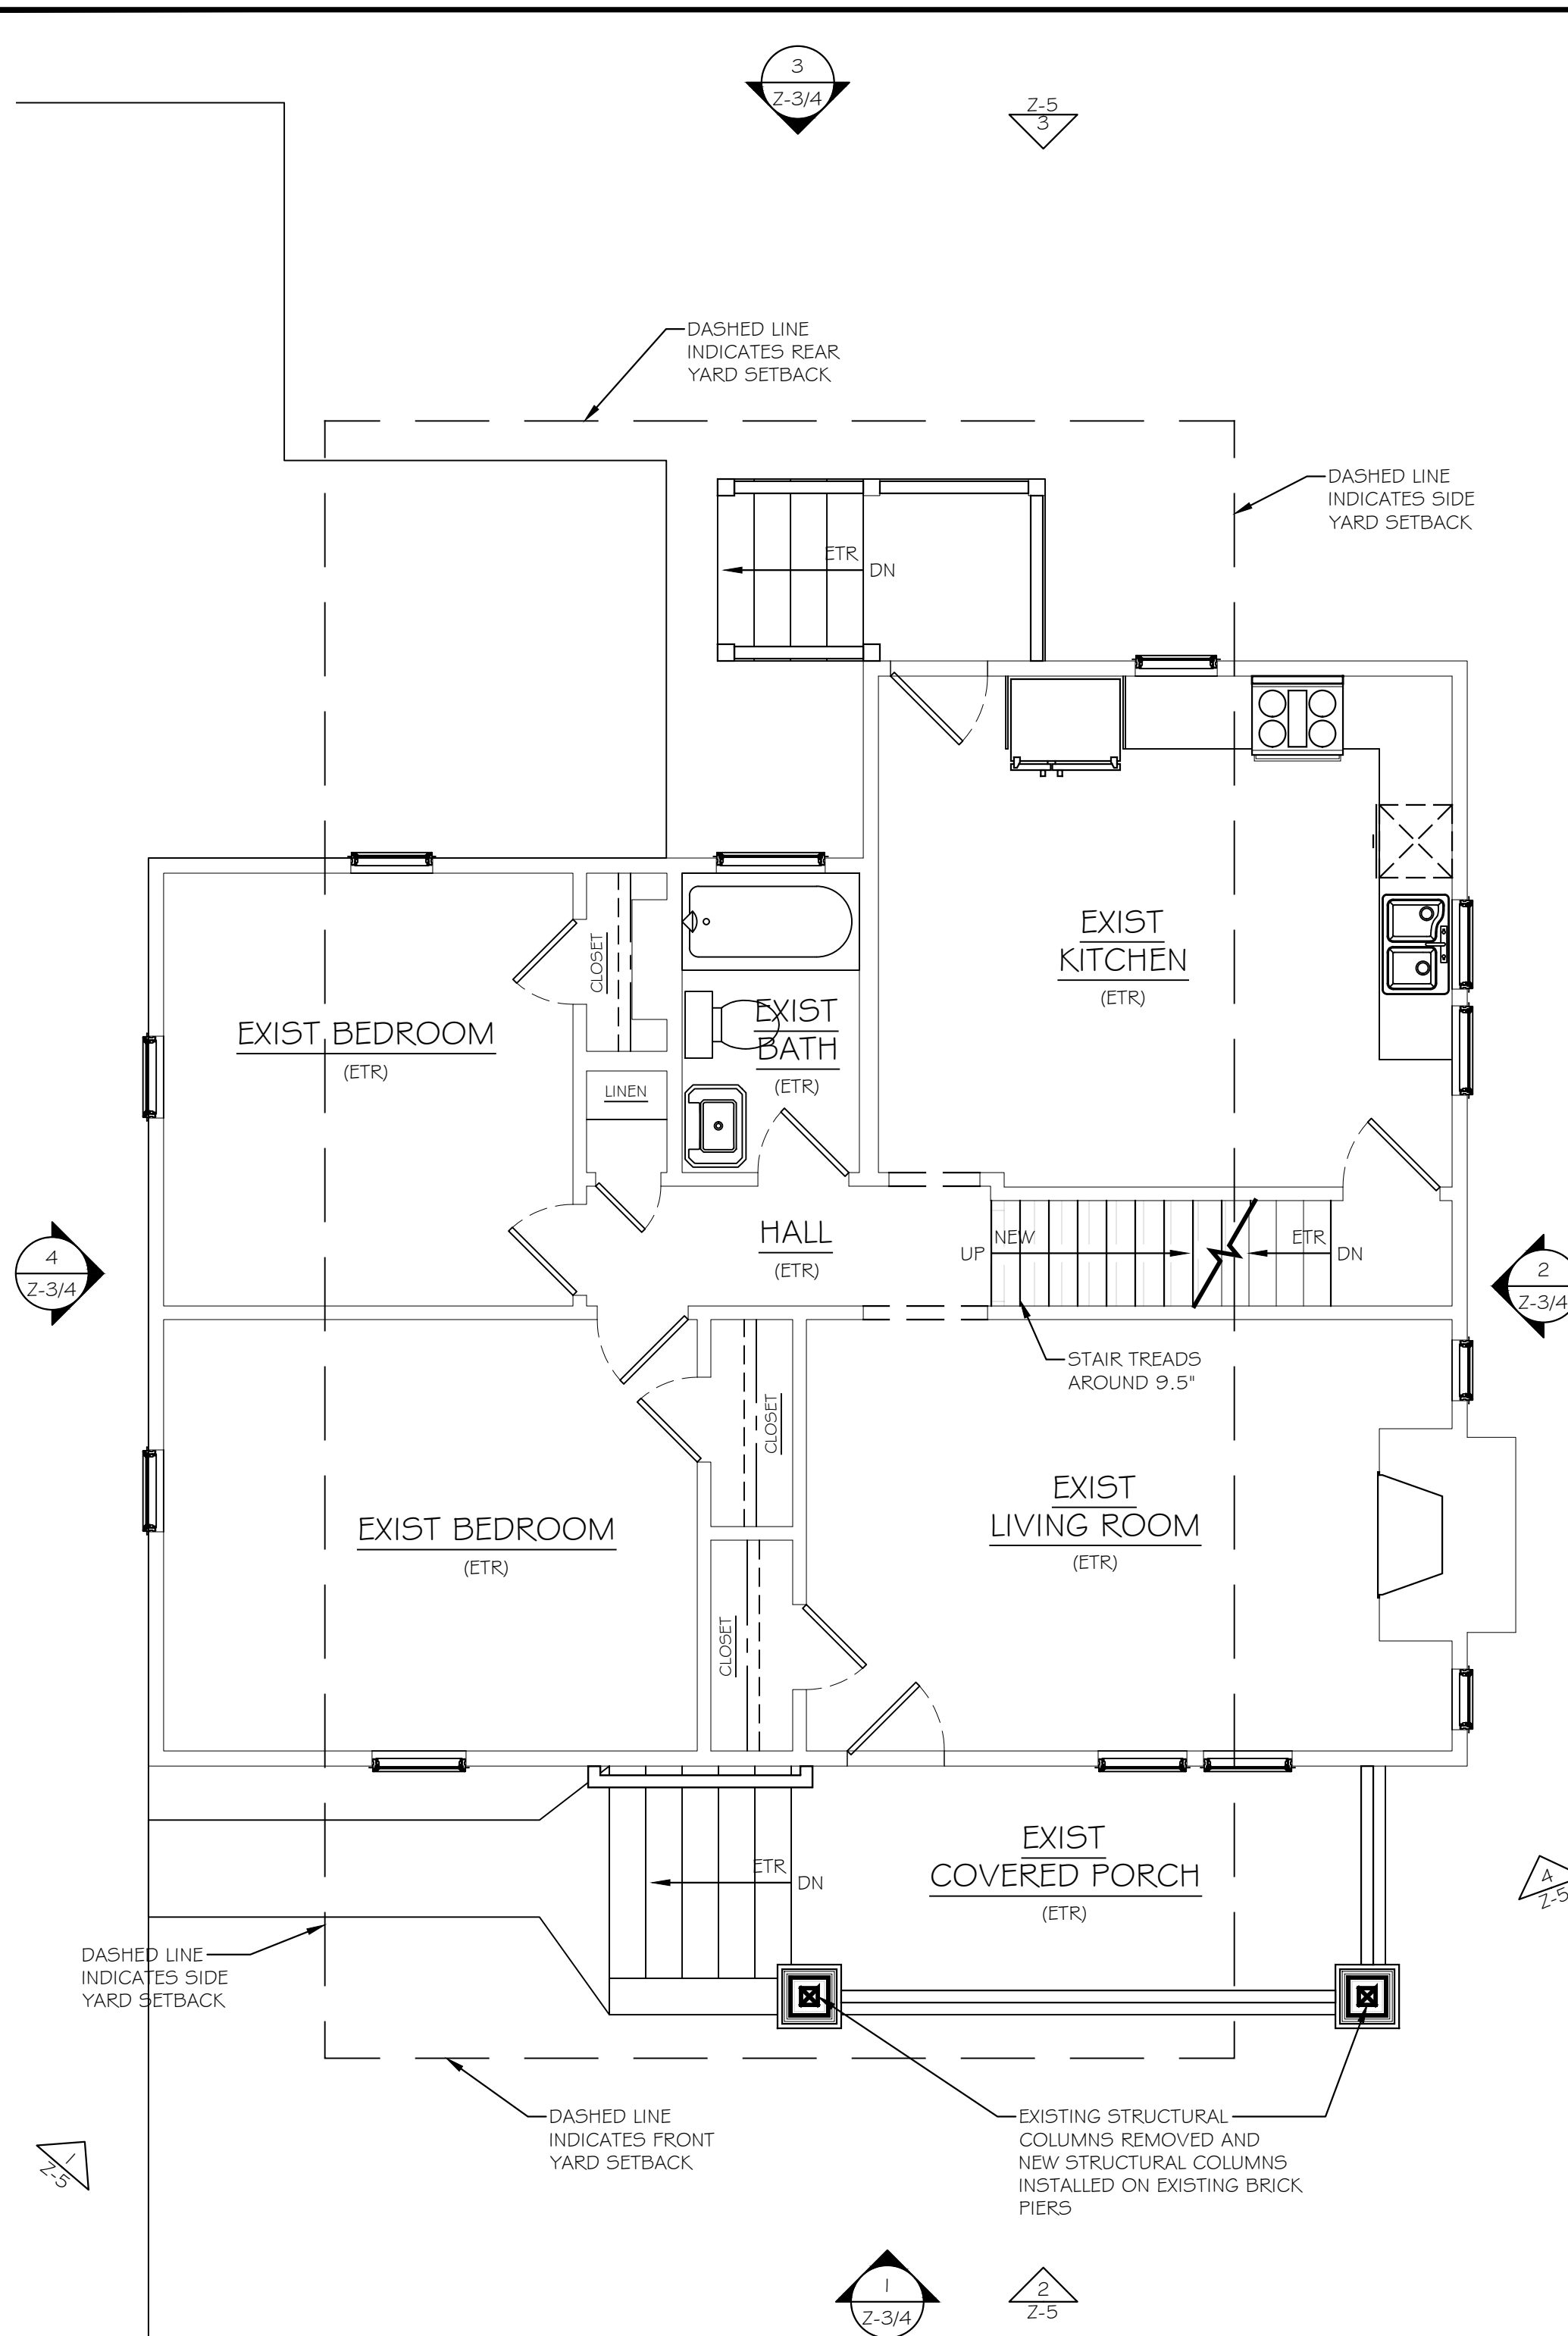 3
Z-3/4
Z-5
3
DASHED LINE
INDICATES REAR
YARD SETBACK
DASHED LINE
INDICATES SIDE
YARD SETBACK
ETR
DN
EXIST
KITCHEN
(ETR)
CLOSET
EXIST BEDROOM
(ETR)
EXIST
BATH
(ETR)
LINEN
HALL
(ETR)
UP
NEW
ETR
DN
4
Z-3/4
2
Z-3/4
STAIR TREADS
AROUND 9.5"
CLOSET
EXIST
LIVING ROOM
(ETR)
EXIST BEDROOM
(ETR)
CLOSET
EXIST
COVERED PORCH
(ETR)
ETR
DN
4
Z-5
DASHED LINE
INDICATES SIDE
YARD SETBACK
DASHED LINE
INDICATES FRONT
YARD SETBACK
EXISTING STRUCTURAL
COLUMNS REMOVED AND
NEW STRUCTURAL COLUMNS
INSTALLED ON EXISTING BRICK
PIERS
1
Z-5
1
Z-3/4
2
Z-5